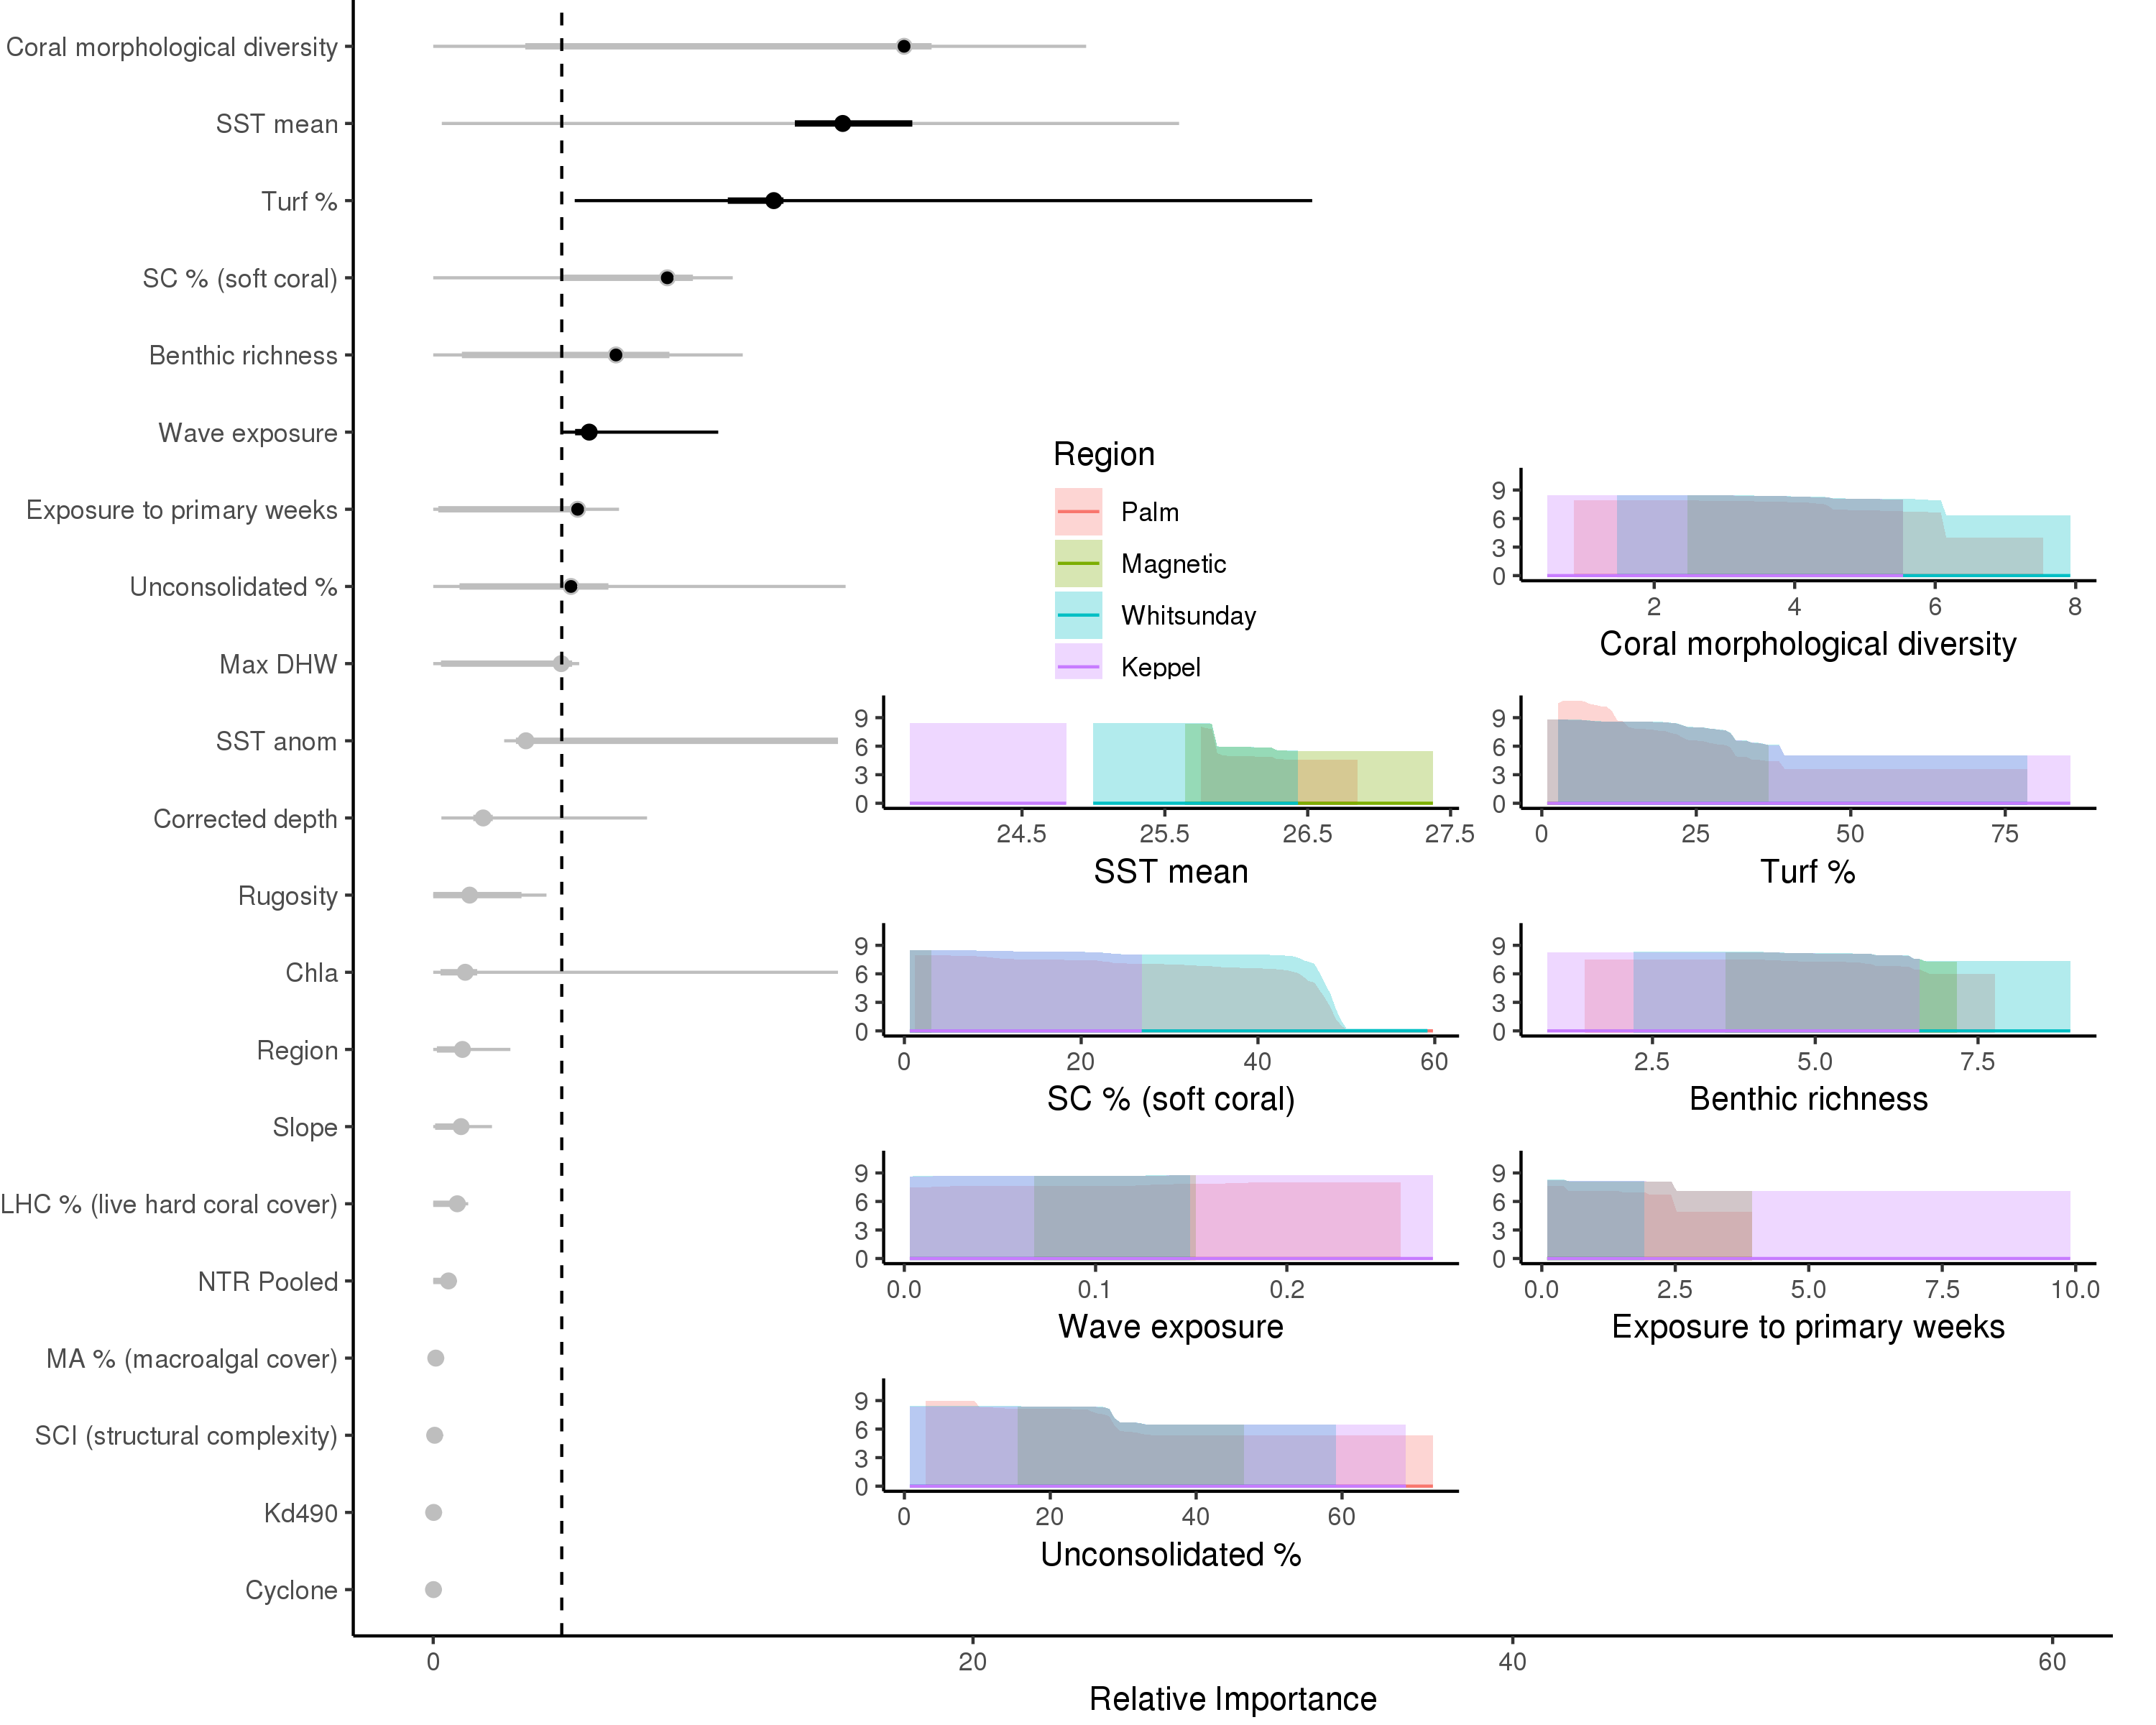 Coral morphological diversity
SST mean
Turf %
SC % (soft coral)
Benthic richness
Wave exposure
Exposure to primary weeks
Unconsolidated %
Max DHW
SST anom
Corrected depth
Rugosity
Chla
Region
Slope
LHC % (live hard coral cover)
NTR Pooled
MA % (macroalgal cover)
SCI (structural complexity)
Kd490
Cyclone
0 20 40 60
Relative Importance
Region
Palm
Magnetic
Whitsunday
Keppel
9
6
3
0
2 4 6 8
Coral morphological diversity
9
6
3
0
24.5 25.5 26.5 27.5
SST mean
9
6
3
0
0 25 50 75
Turf %
9
6
3
0
0 20 40 60
SC % (soft coral)
9
6
3
0
2.5 5.0 7.5
Benthic richness
9
6
3
0
0.0 0.1 0.2
Wave exposure
9
6
3
0
0.0 2.5 5.0 7.5 10.0
Exposure to primary weeks
9
6
3
0
0 20 40 60
Unconsolidated %